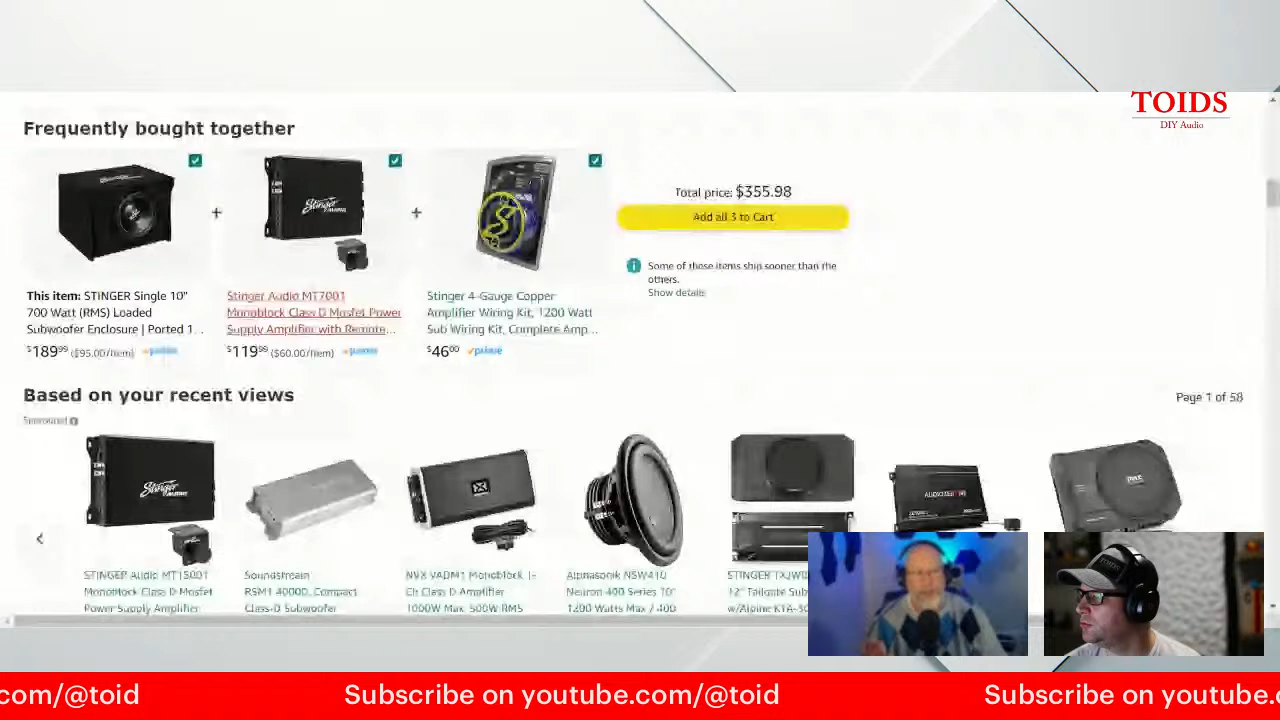 TOIDS
DIY Audio
Frequently bought together
This item: STINGER Single 10"
700 Watt (RMS) Loaded
Subwoofer Enclosure | Ported 1...
$189.99 ($95.00/Item) prime
Stinger Audio MT7001
Monoblock Class D Mosfet Power
Supply Amplifier with Remote...
$119.99 ($60.00/Item) prime
Stinger 4-Gauge Copper
Amplifier Wiring Kit, 1200 Watt
Sub Wiring Kit, Complete Amp...
$46.00 prime
Total price: $355.98
Add all 3 to Cart
Some of these items ship sooner than the
others.
Show details
Based on your recent views
Page 1 of 58
Sponsored
STINGER Audio MT15001
Monoblock Class D Mosfet
Power Supply Amplifier
Soundstream
RSM1.4000D, Compact
Class-D Subwoofer
NVX VADM1 Monoblock
Class D Amplifier
1000W Max, 500W RMS
Alphasonik NSW410
Neuron 400 Series 10"
1200 Watts Max / 400
12" Tailgate
w/Alpine
com/@toid
Subscribe on youtube.com/@toid
Subscribe on youtube.